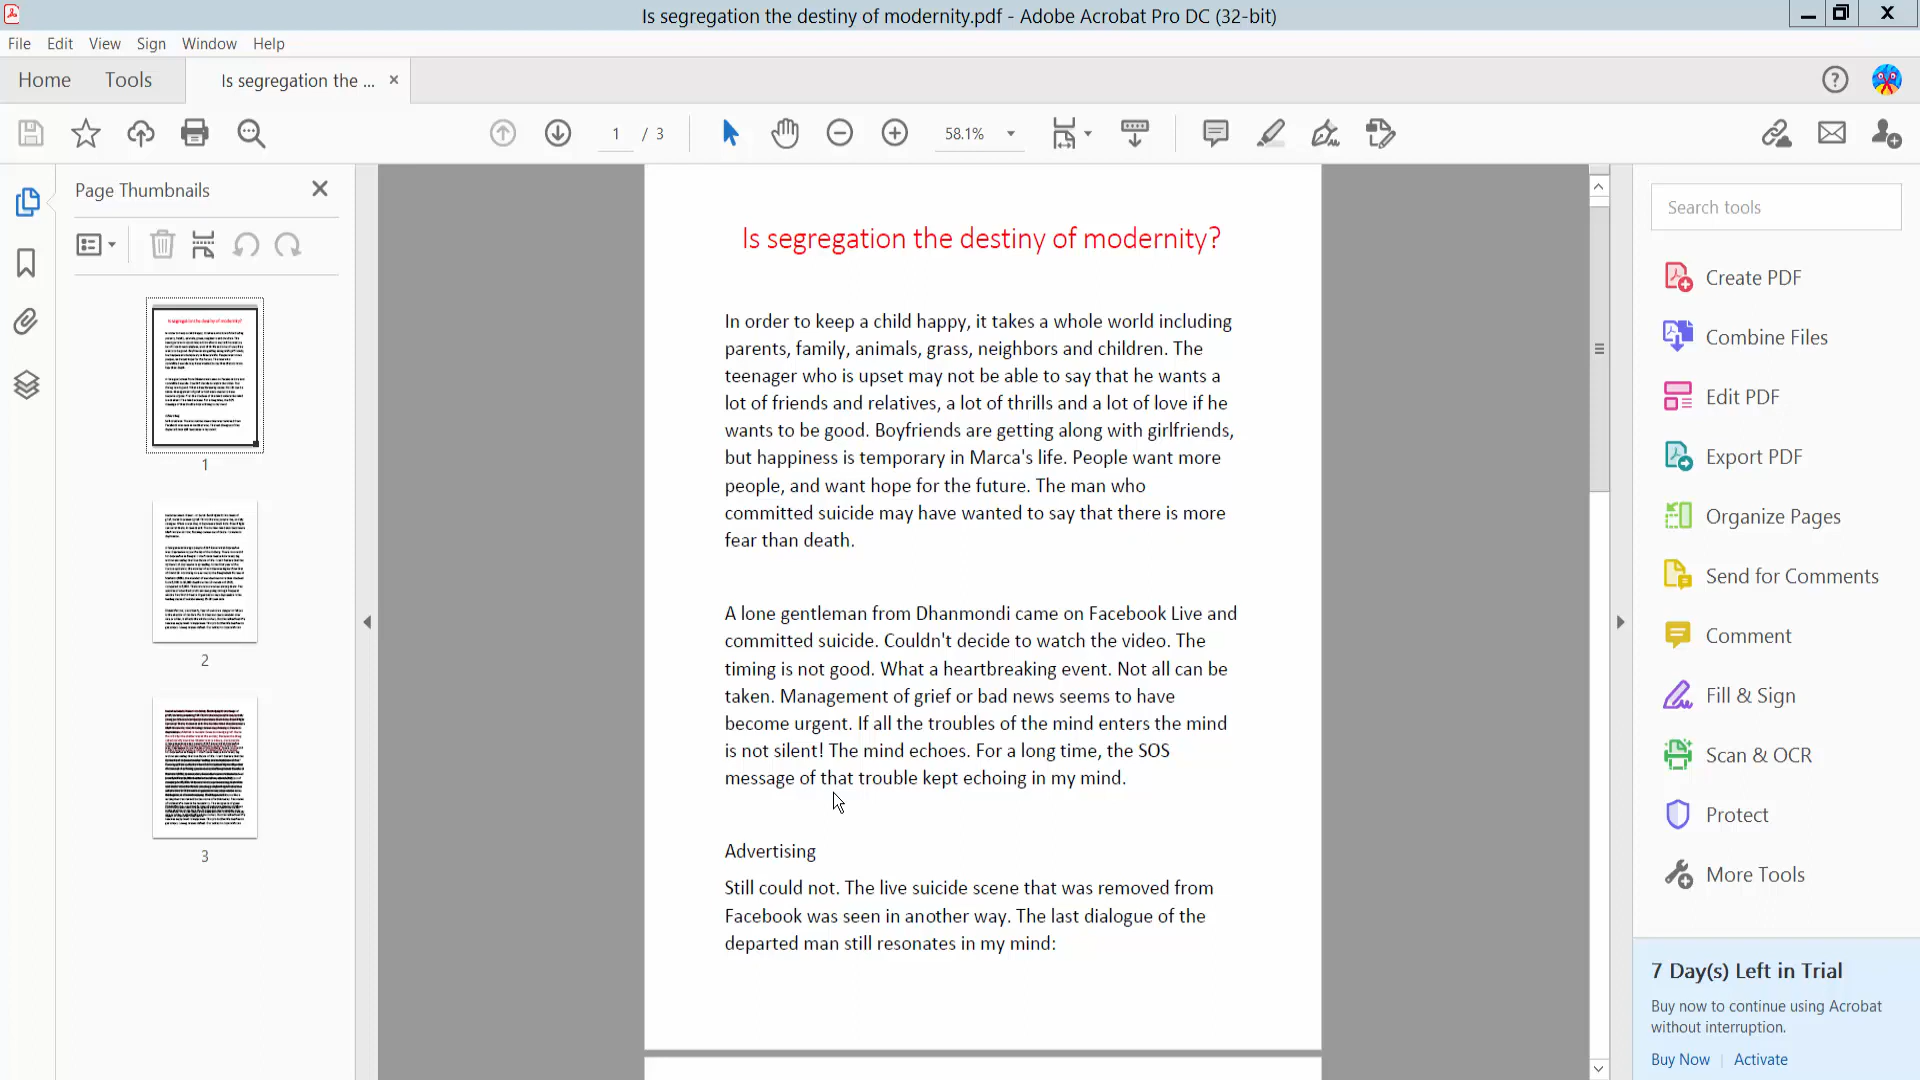 Is segregation the destiny of modernity.pdf - Adobe Acrobat Pro DC (32-bit)
File Edit View Sign Window Help
Home Tools Is segregation the ... ×
1 / 3 58.1%
Page Thumbnails
1
2
3
Is segregation the destiny of modernity?
In order to keep a child happy, it takes a whole world including
parents, family, animals, grass, neighbors and children. The
teenager who is upset may not be able to say that he wants a
lot of friends and relatives, a lot of thrills and a lot of love if he
wants to be good. Boyfriends are getting along with girlfriends,
but happiness is temporary in Marca's life. People want more
people, and want hope for the future. The man who
committed suicide may have wanted to say that there is more
fear than death.
A lone gentleman from Dhanmondi came on Facebook Live and
committed suicide. Couldn't decide to watch the video. The
timing is not good. What a heartbreaking event. Not all can be
taken. Management of grief or bad news seems to have
become urgent. If all the troubles of the mind enters the mind
is not silent! The mind echoes. For a long time, the SOS
message of that trouble kept echoing in my mind.
Advertising
Still could not. The live suicide scene that was removed from
Facebook was seen in another way. The last dialogue of the
departed man still resonates in my mind:
Search tools
Create PDF
Combine Files
Edit PDF
Export PDF
Organize Pages
Send for Comments
Comment
Fill & Sign
Scan & OCR
Protect
More Tools
7 Day(s) Left in Trial
Buy now to continue using Acrobat
without interruption.
Buy Now | Activate